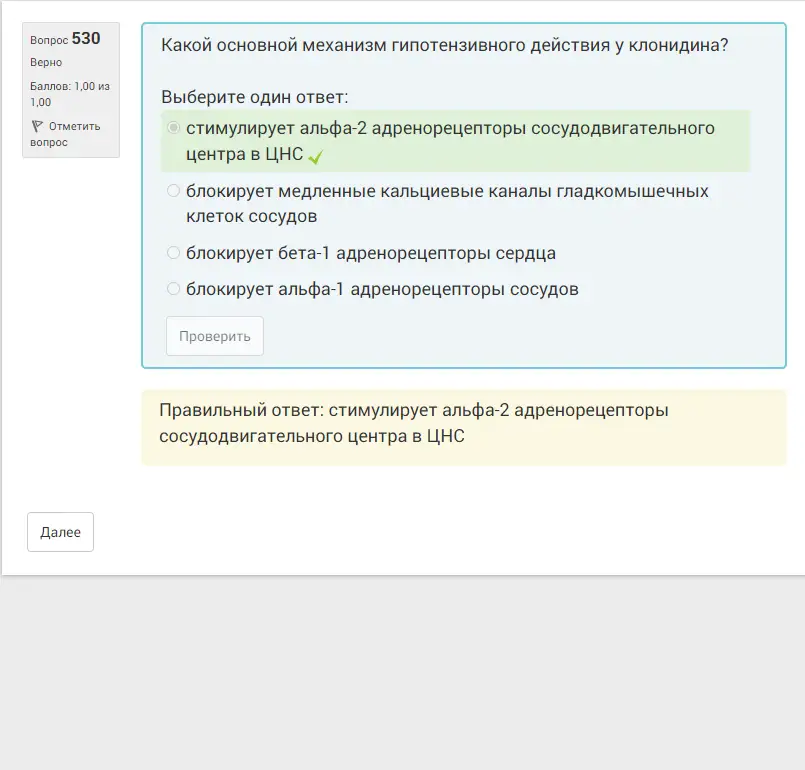 Вопрос 530
Верно
Баллов: 1,00 из
1,00
Отметить
вопрос
Какой основной механизм гипотензивного действия у клонидина?
Выберите один ответ:
стимулирует альфа-2 адренорецепторы сосудодвигательного
центра в ЦНС
блокирует медленные кальциевые каналы гладкомышечных
клеток сосудов
блокирует бета-1 адренорецепторы сердца
блокирует альфа-1 адренорецепторы сосудов
Проверить
Правильный ответ: стимулирует альфа-2 адренорецепторы
сосудодвигательного центра в ЦНС
Далее